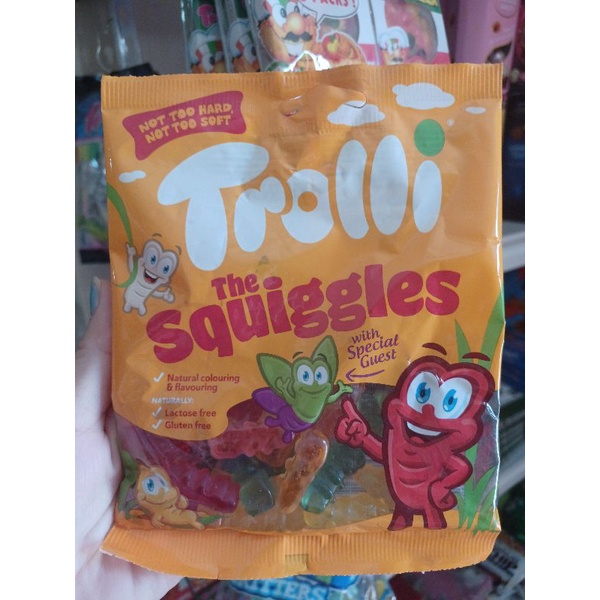 PACKS!
NOT TOO HARD,
NOT TOO SOFT
Trolli
The
Squiggles
with
Special
Guest
Natural colouring
& flavouring
NATURALLY:
Lactose free
Gluten free